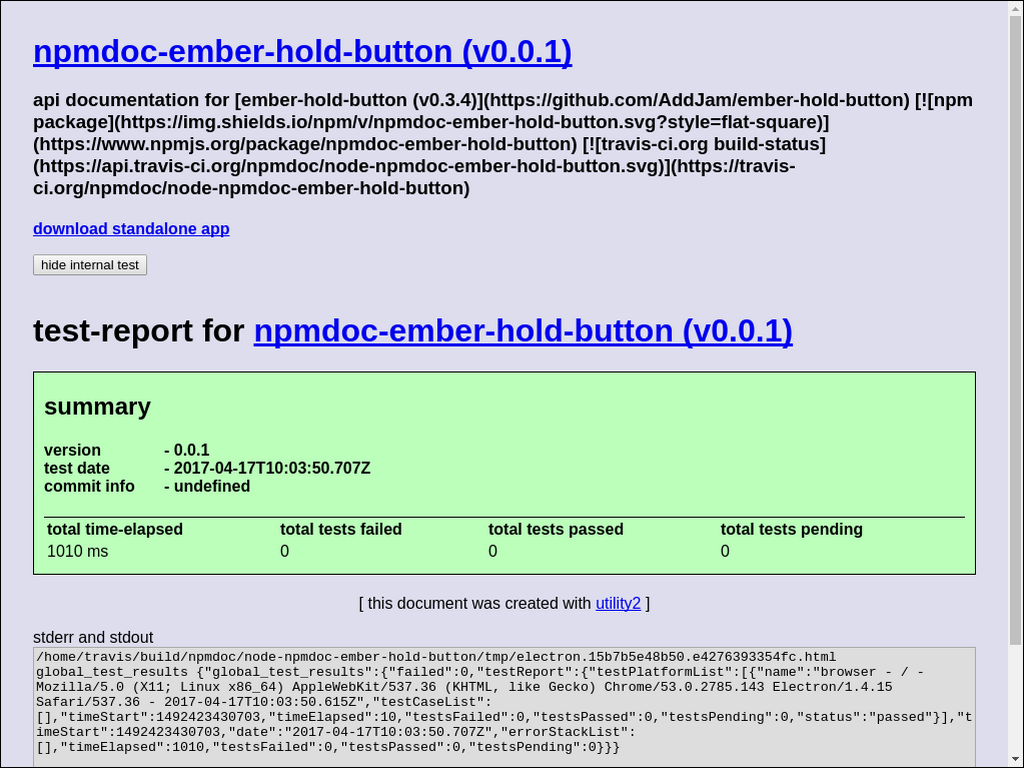 npmdoc-ember-hold-button (v0.0.1)
api documentation for [ember-hold-button (v0.3.4)](https://github.com/AddJam/ember-hold-button) [![npm
package](https://img.shields.io/npm/v/npmdoc-ember-hold-button.svg?style=flat-square)]
(https://www.npmjs.org/package/npmdoc-ember-hold-button) [![travis-ci.org build-status]
(https://api.travis-ci.org/npmdoc/node-npmdoc-ember-hold-button.svg)](https://travis-
ci.org/npmdoc/node-npmdoc-ember-hold-button)
download standalone app
hide internal test
test-report for npmdoc-ember-hold-button (v0.0.1)
summary
version - 0.0.1
test date - 2017-04-17T10:03:50.707Z
commit info - undefined
total time-elapsed total tests failed total tests passed total tests pending
1010 ms 0 0 0
[ this document was created with utility2 ]
stderr and stdout
/home/travis/build/npmdoc/node-npmdoc-ember-hold-button/tmp/electron.15b7b5e48b50.e4276393354fc.html
global_test_results {"global_test_results":{"failed":0,"testReport":{"testPlatformList":[{"name":"browser - / -
Mozilla/5.0 (X11; Linux x86_64) AppleWebKit/537.36 (KHTML, like Gecko) Chrome/53.0.2785.143 Electron/1.4.15
Safari/537.36 - 2017-04-17T10:03:50.615Z","testCaseList":
[],"timeStart":1492423430703,"timeElapsed":10,"testsFailed":0,"testsPassed":0,"testsPending":0,"status":"passed"}],"t
imeStart":1492423430703,"date":"2017-04-17T10:03:50.707Z","errorStackList":
[],"timeElapsed":1010,"testsFailed":0,"testsPassed":0,"testsPending":0}}}